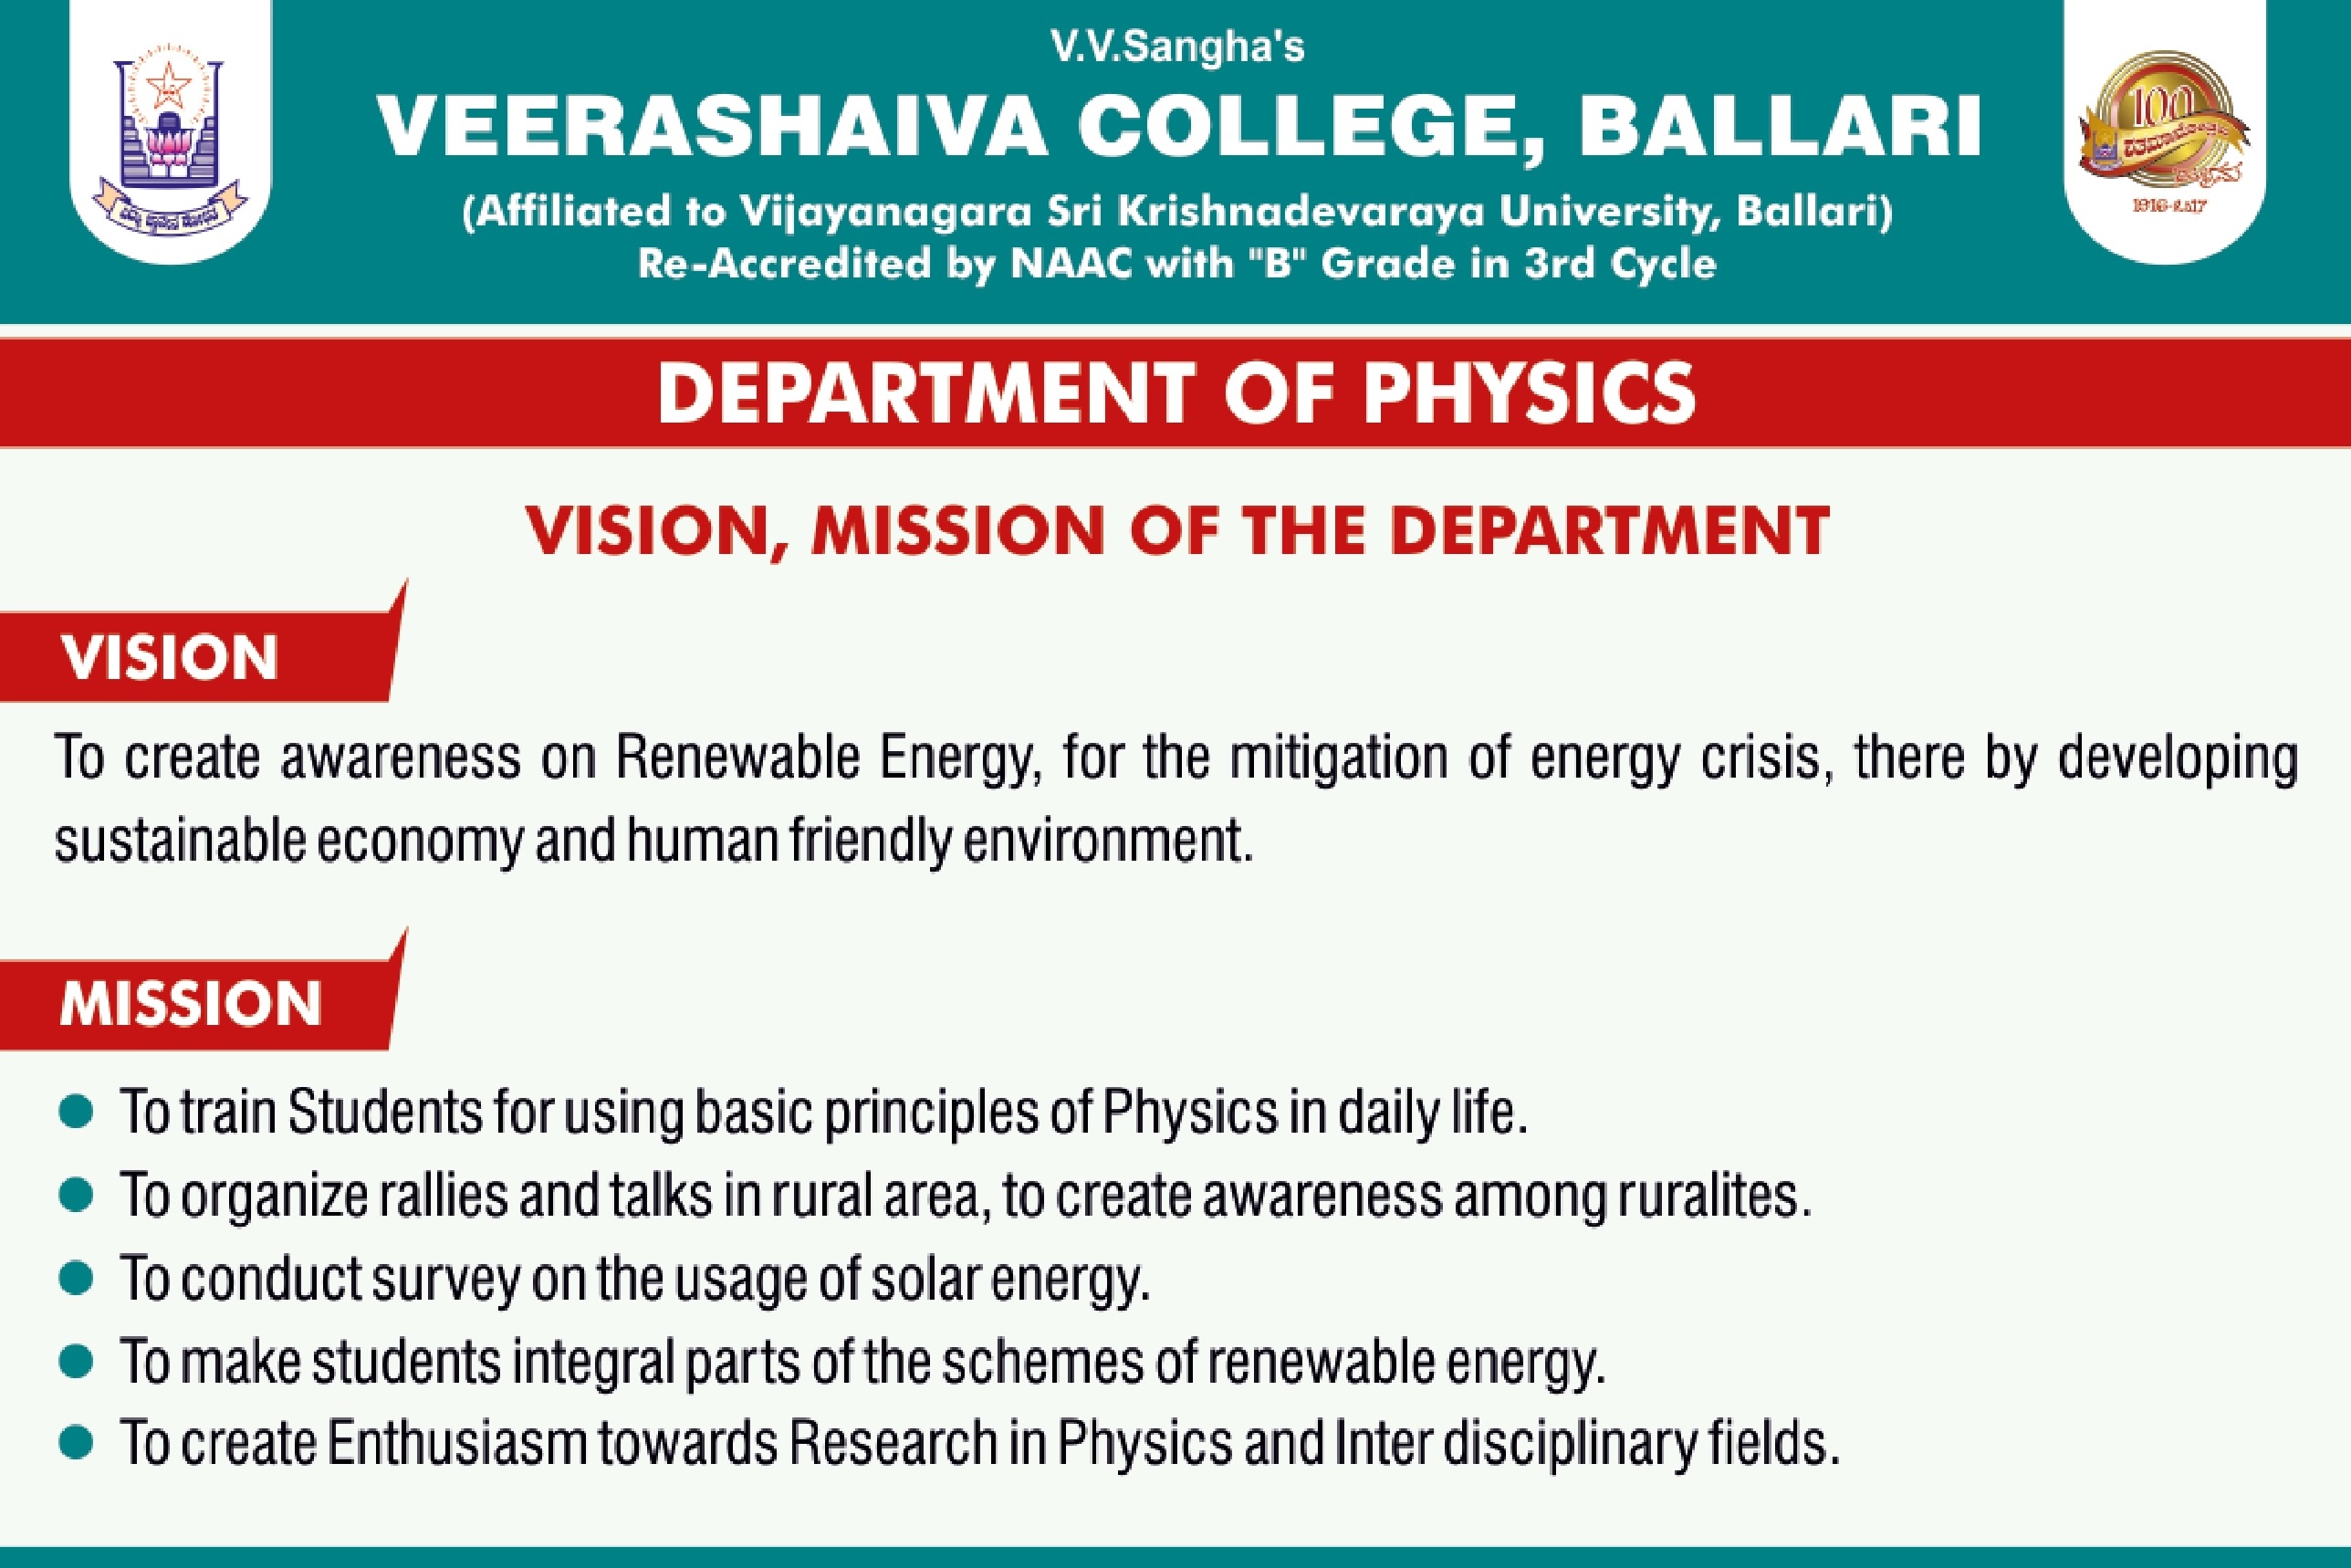 V.V.Sangha's
VEERASHAIVA COLLEGE, BALLARI
(Affiliated to Vijayanagara Sri Krishnadevaraya University, Ballari)
Re-Accredited by NAAC with "B" Grade in 3rd Cycle
100
DEPARTMENT OF PHYSICS
VISION, MISSION OF THE DEPARTMENT
VISION
To create awareness on Renewable Energy, for the mitigation of energy crisis, there by developing
sustainable economy and human friendly environment.
MISSION
● To train Students for using basic principles of Physics in daily life.
● To organize rallies and talks in rural area, to create awareness among ruralites.
● To conduct survey on the usage of solar energy.
● To make students integral parts of the schemes of renewable energy.
● To create Enthusiasm towards Research in Physics and Inter disciplinary fields.